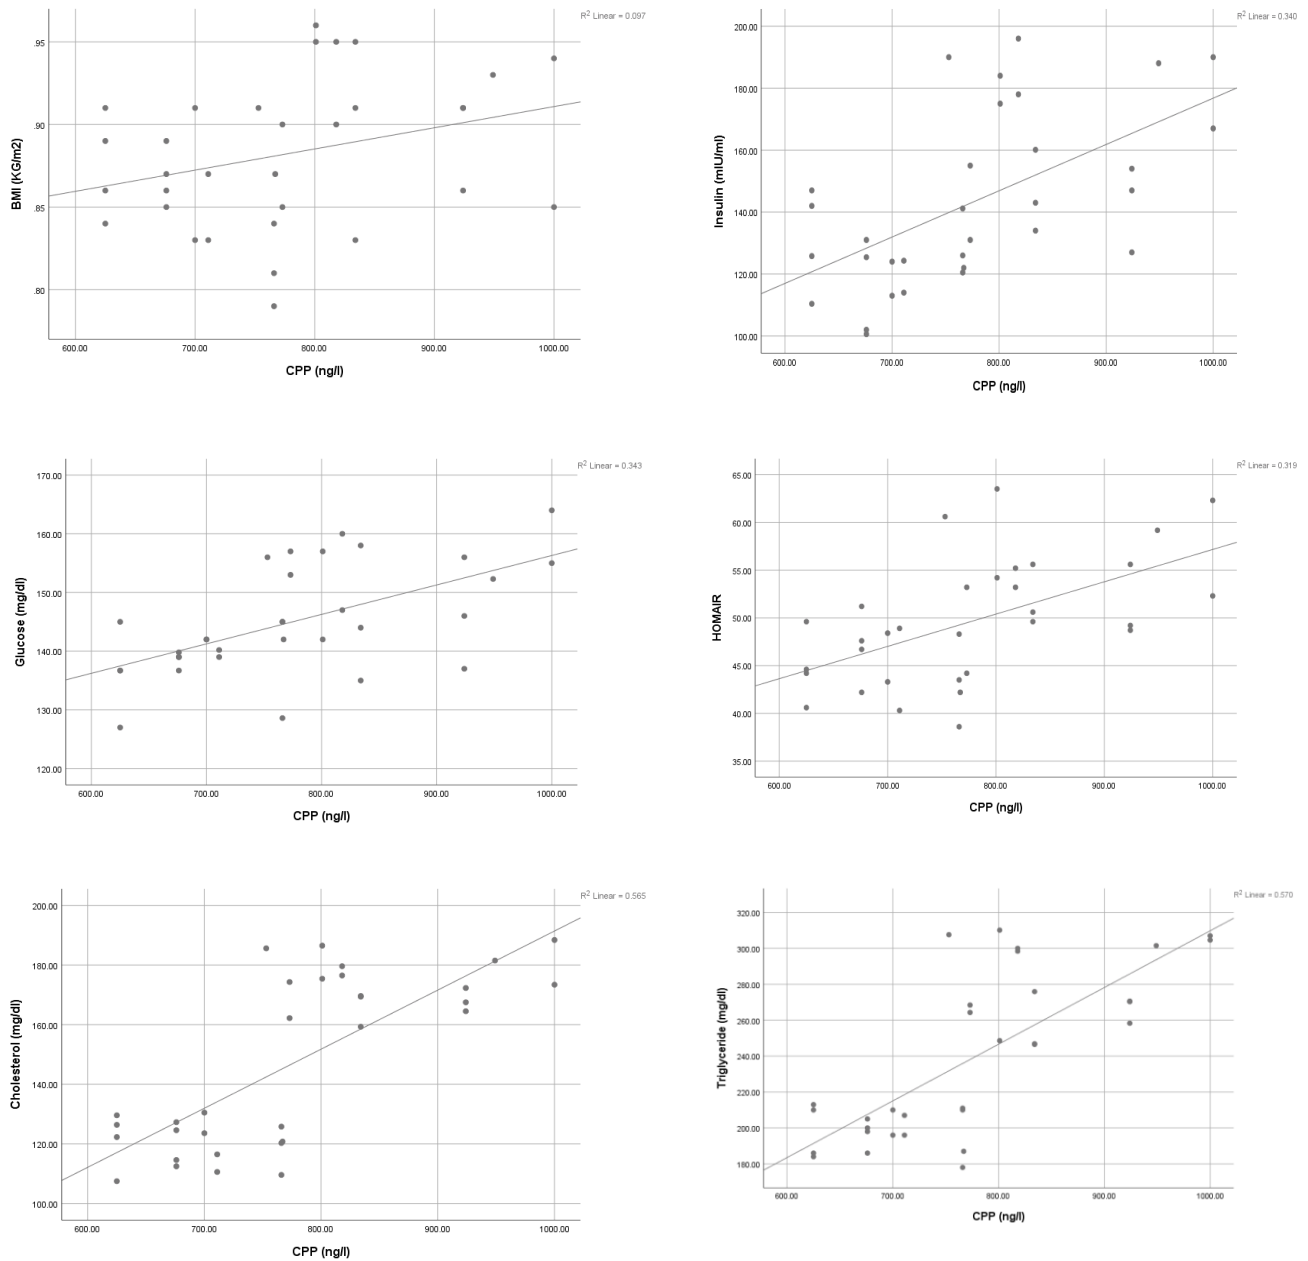 R2 Linear = 0.097
.95
.90
.85
.80
BMI (KG/m2)
600.00 700.00 800.00 900.00 1000.00
CPP (ng/l)
R2 Linear = 0.340
200.00
180.00
160.00
140.00
120.00
100.00
Insulin (mIU/ml)
600.00 700.00 800.00 900.00 1000.00
CPP (ng/l)
R2 Linear = 0.343
170.00
160.00
150.00
140.00
130.00
120.00
Glucose (mg/dl)
600.00 700.00 800.00 900.00 1000.00
CPP (ng/l)
R2 Linear = 0.319
65.00
60.00
55.00
50.00
45.00
40.00
35.00
HOMAIR
600.00 700.00 800.00 900.00 1000.00
CPP (ng/l)
R2 Linear = 0.565
200.00
180.00
160.00
140.00
120.00
100.00
Cholesterol (mg/dl)
600.00 700.00 800.00 900.00 1000.00
CPP (ng/l)
R2 Linear = 0.570
320.00
300.00
280.00
260.00
240.00
220.00
200.00
180.00
Triglyceride (mg/dl)
600.00 700.00 800.00 900.00 1000.00
CPP (ng/l)